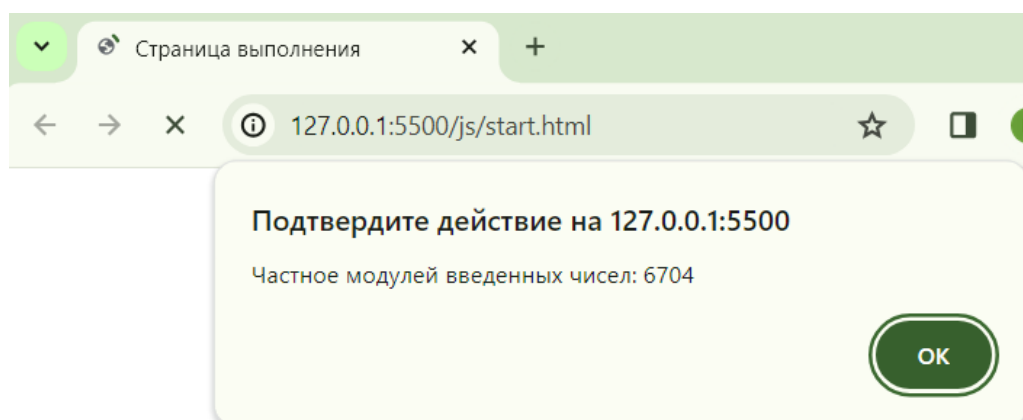 Страница выполнения
127.0.0.1:5500/js/start.html
Подтвердите действие на 127.0.0.1:5500
Частное модулей введенных чисел: 6704
ОК